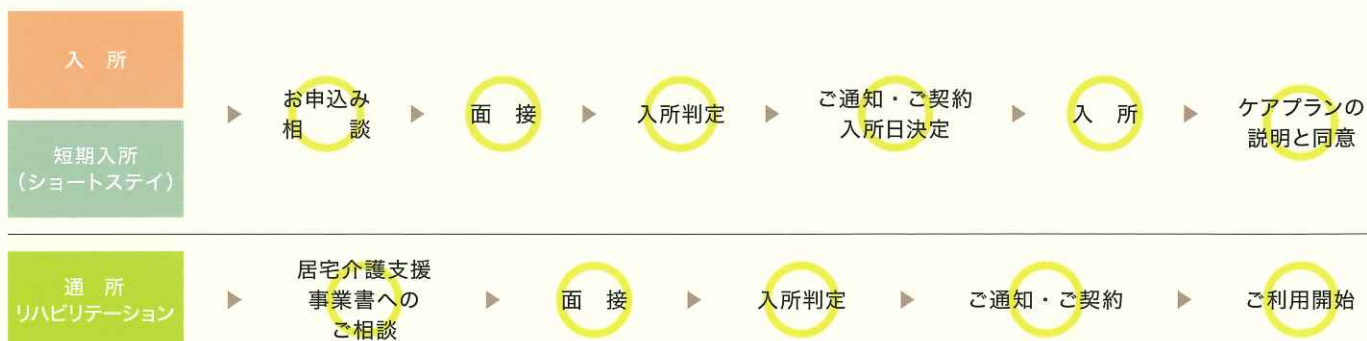 入 所
短期入所
(ショートステイ)
お申込み
相 談
面 接
入所判定
ご通知・ご契約
入所日決定
入 所
ケアプランの
説明と同意
通 所
リハビリテーション
居宅介護支援
事業書への
ご相談
面 接
入所判定
ご通知・ご契約
ご利用開始